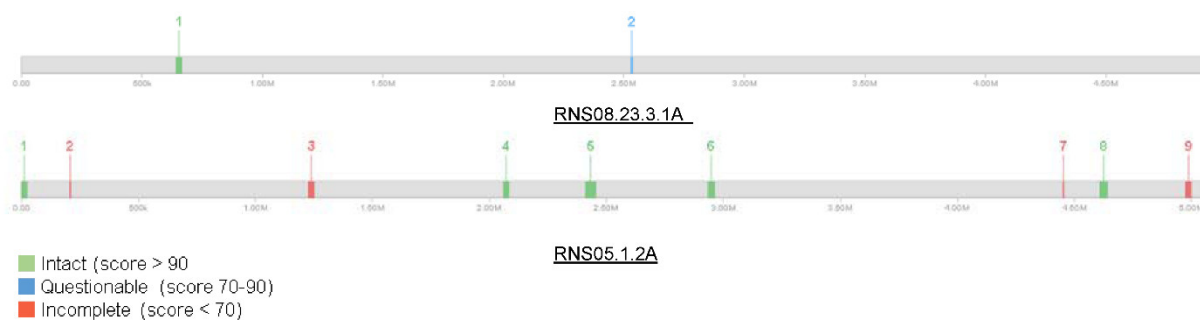 1 2
0.00 500k 1.00M 1.50M 2.00M 2.50M 3.00M 3.50M 4.00M 4.50M
RNS08.23.3.1A
1 2 3 4 5 6 7 8 9
0.00 500k 1.00M 1.50M 2.00M 2.50M 3.00M 3.50M 4.00M 4.50M 5.00M
RNS05.1.2A
Intact (score > 90
Questionable (score 70-90)
Incomplete (score < 70)